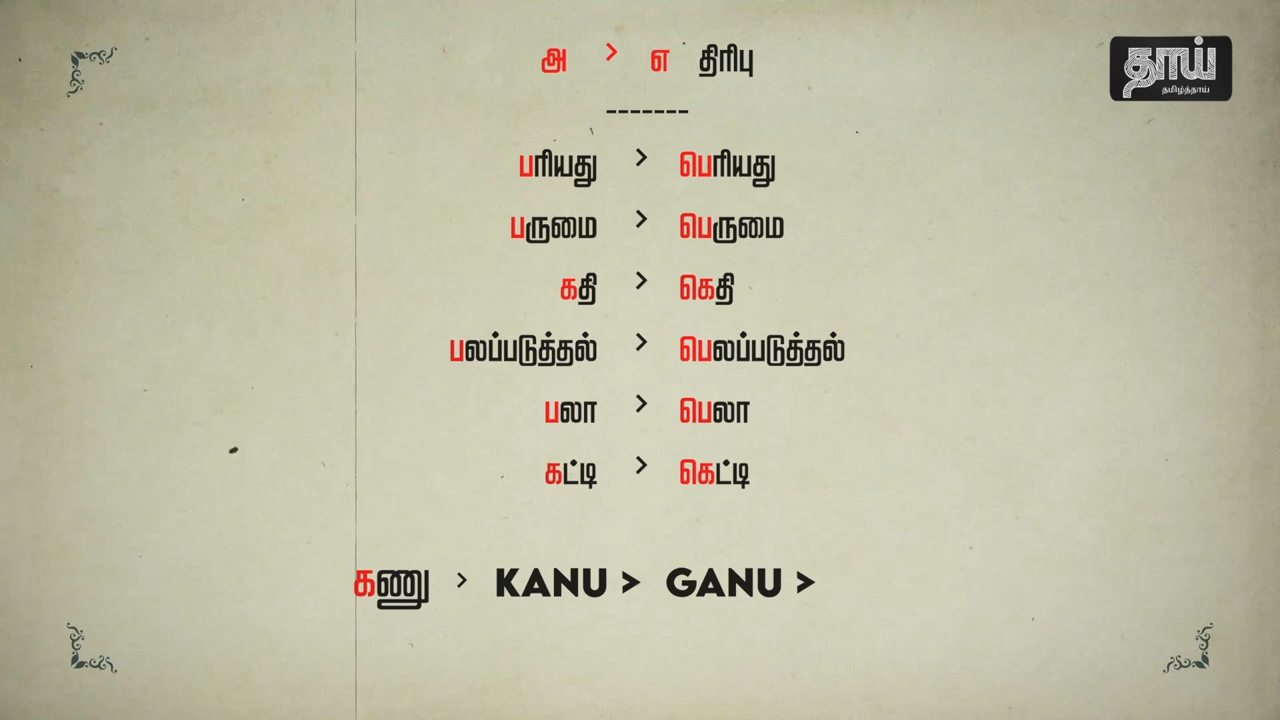 அ > எ திரிபு
தாய்
தமிழ்த்தாய்
-------
பரியது > பெரியது
பருமை > பெருமை
கதி > கெதி
பலப்படுத்தல் > பெலப்படுத்தல்
பலா > பெலா
கட்டி > கெட்டி
கணு > KANU > GANU >